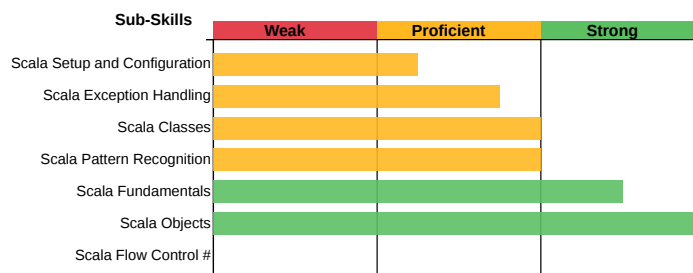 Sub-Skills
Weak Proficient Strong
Scala Setup and Configuration
Scala Exception Handling
Scala Classes
Scala Pattern Recognition
Scala Fundamentals
Scala Objects
Scala Flow Control #